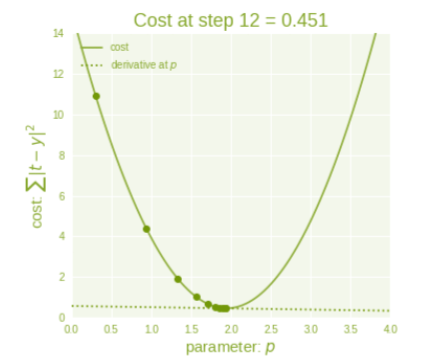 Cost at step 12 = 0.451
cost
derivative at p
cost: ∑|t − y|²
14
12
10
8
6
4
2
0
0.0 0.5 1.0 1.5 2.0 2.5 3.0 3.5 4.0
parameter: p